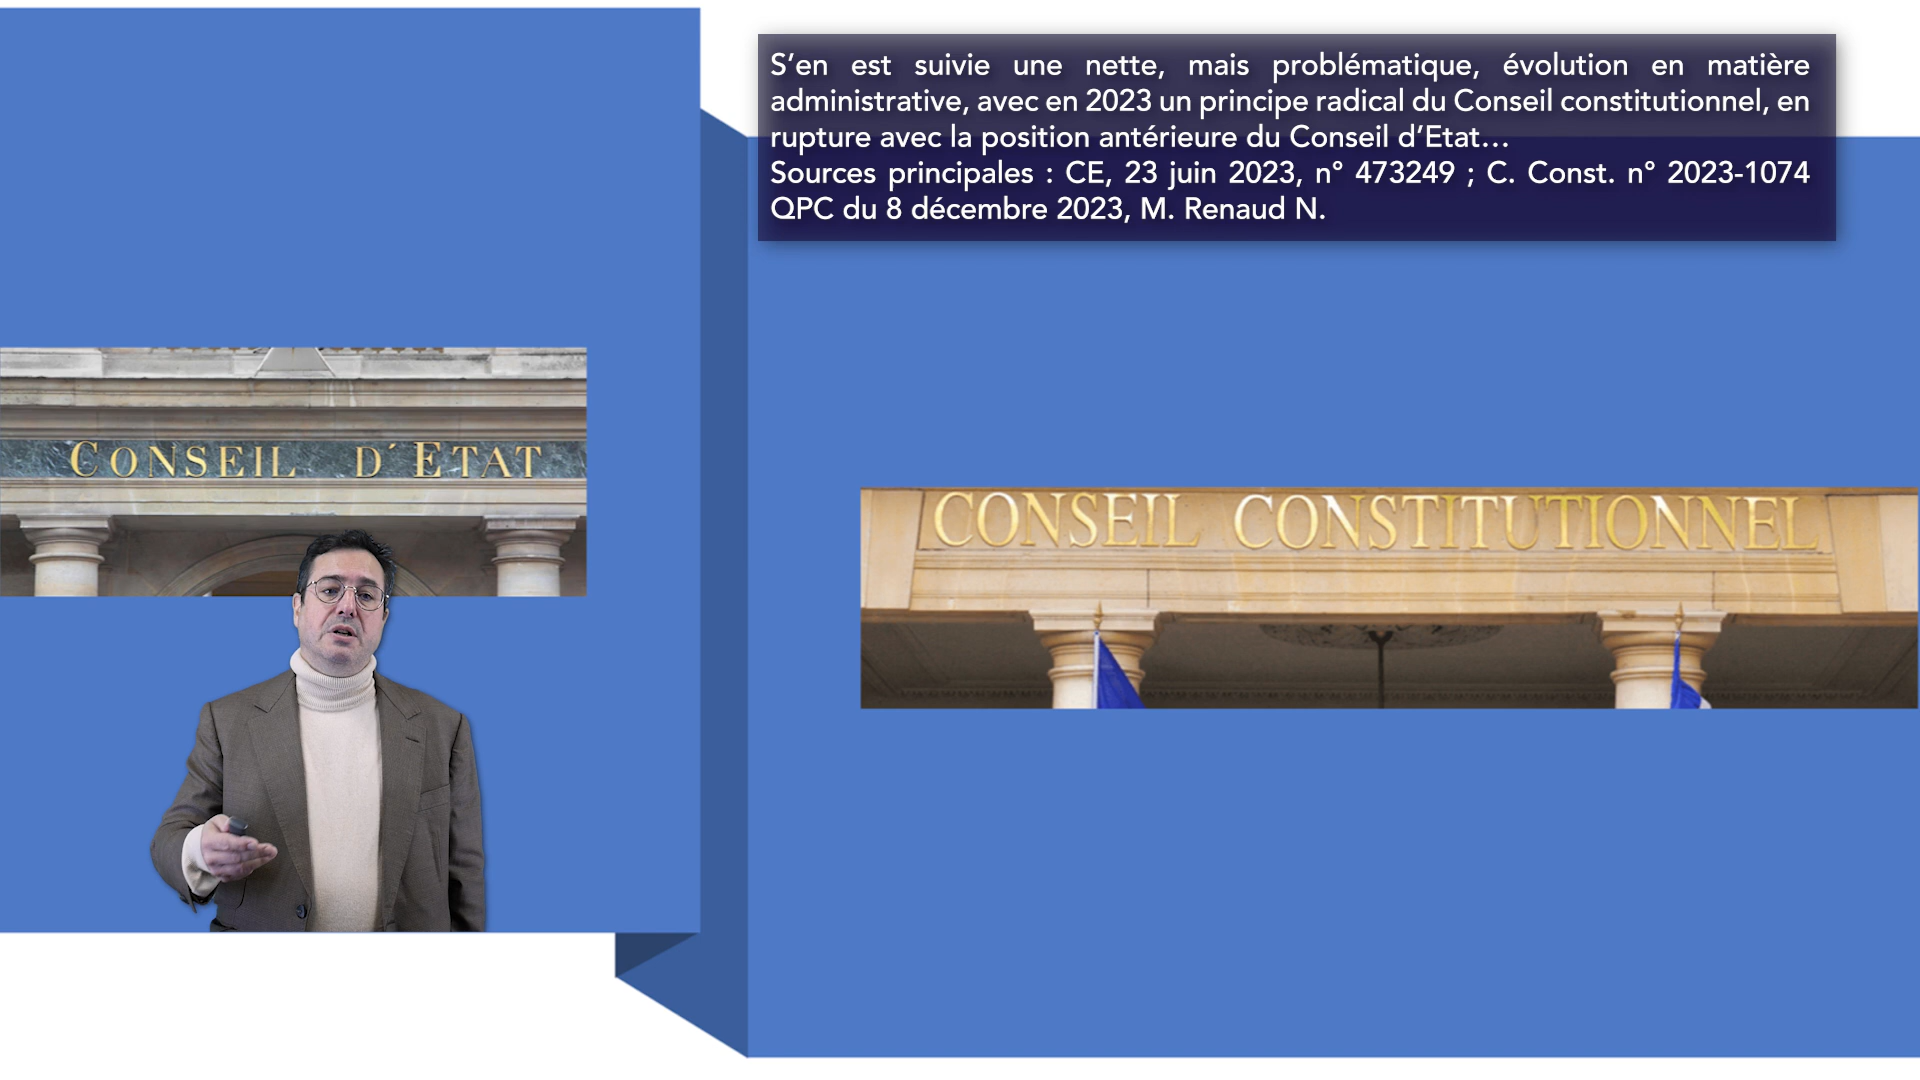 S’en est suivie une nette, mais problématique, évolution en matière
administrative, avec en 2023 un principe radical du Conseil constitutionnel, en
rupture avec la position antérieure du Conseil d’Etat…
Sources principales : CE, 23 juin 2023, n° 473249 ; C. Const. n° 2023-1074
QPC du 8 décembre 2023, M. Renaud N.
CONSEIL D´ETAT
CONSEIL CONSTITUTIONNEL